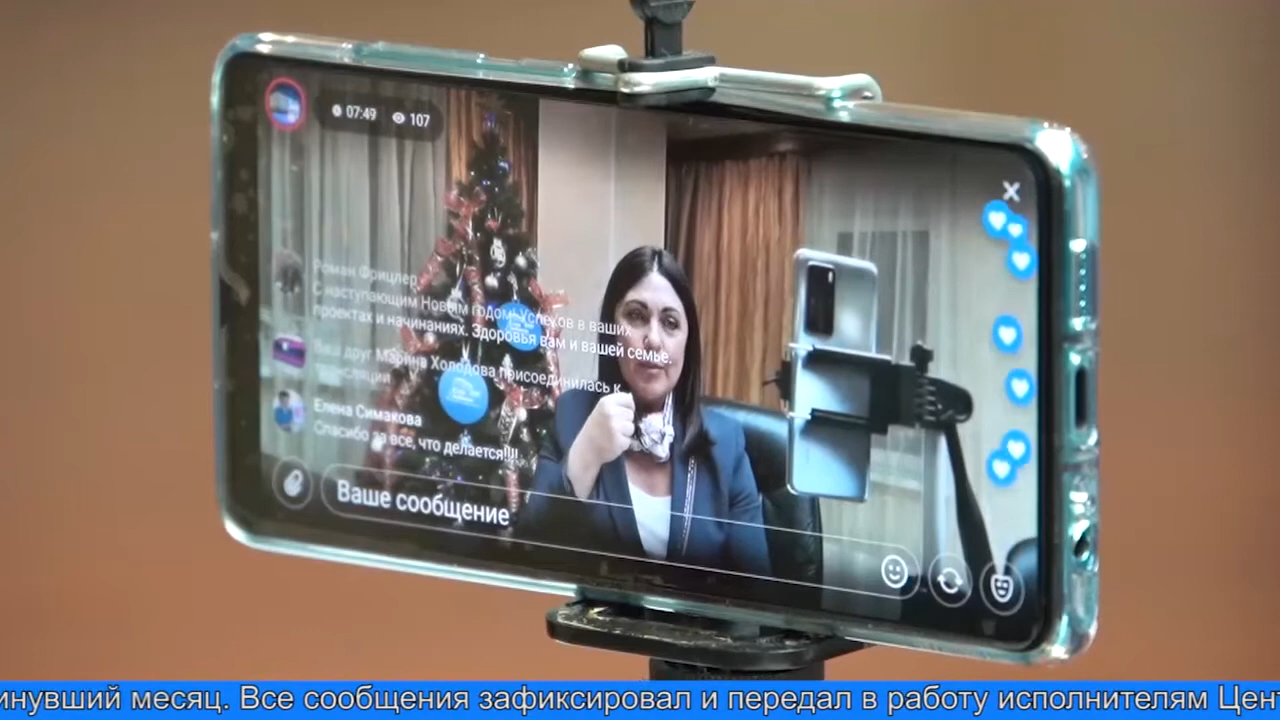 07:49 107
Роман Фрицлер
С наступающим Новым годом! Успехов в ваших
проектах и начинаниях. Здоровья вам и вашей семье.
Ваш друг Марина Холодова присоединилась к
трансляции
Елена Симакова
Спасибо за все, что делается!!!!
Ваше сообщение
инувший месяц. Все сообщения зафиксировал и передал в работу исполнителям Цен